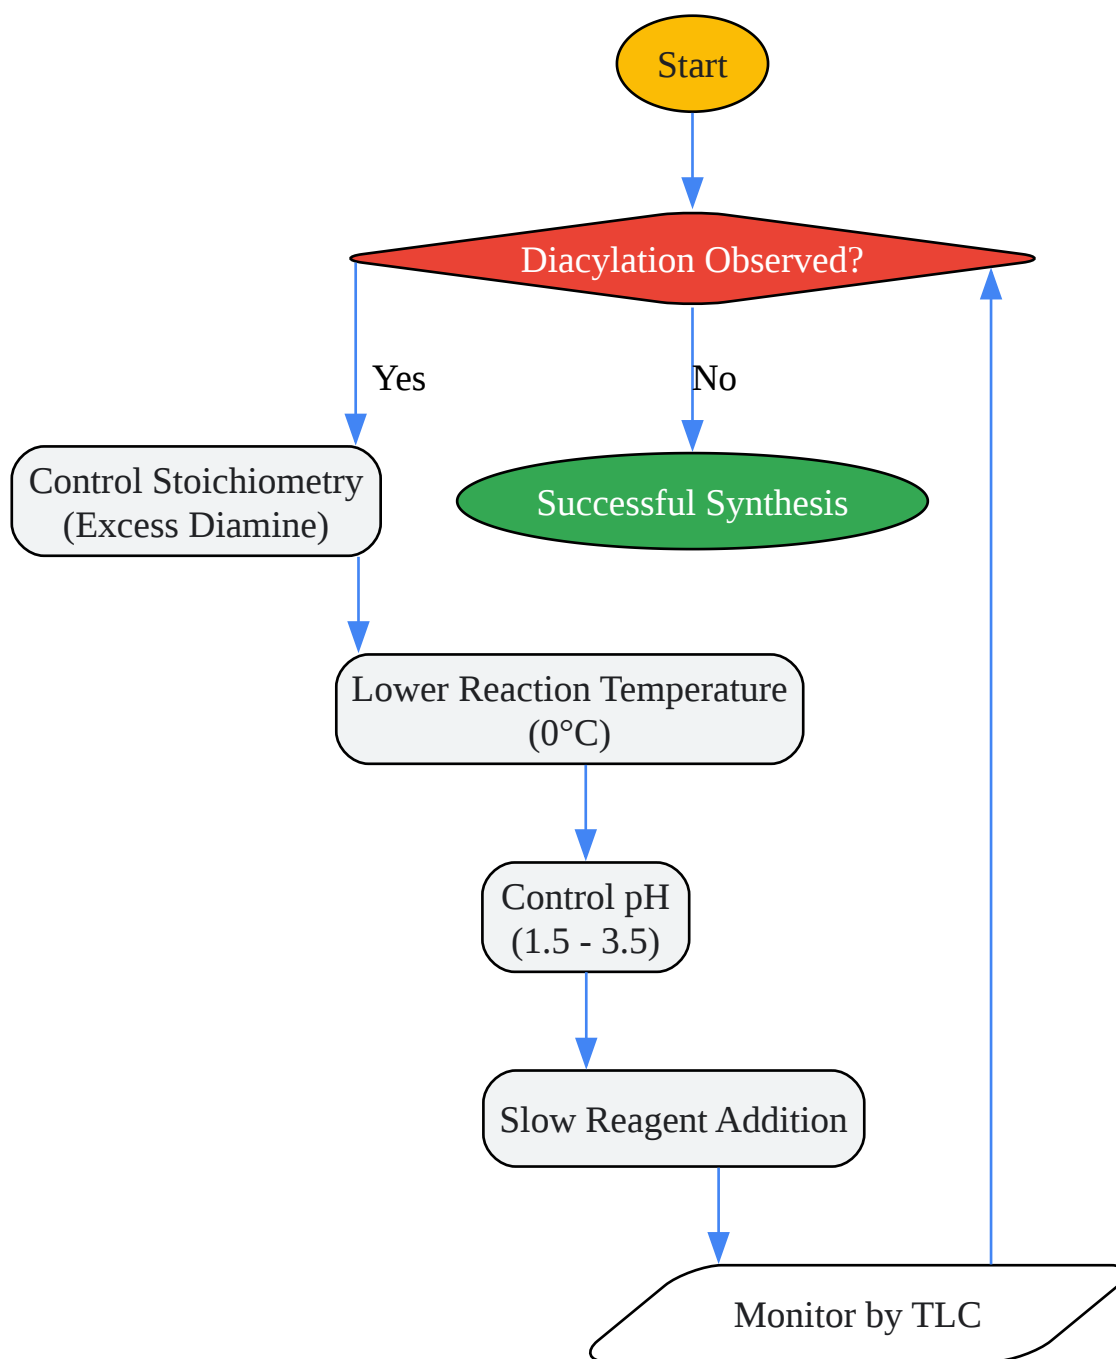 Start
Diacylation Observed?
Yes
No
Control Stoichiometry
(Excess Diamine)
Successful Synthesis
Lower Reaction Temperature
(0°C)
Control pH
(1.5 - 3.5)
Slow Reagent Addition
Monitor by TLC